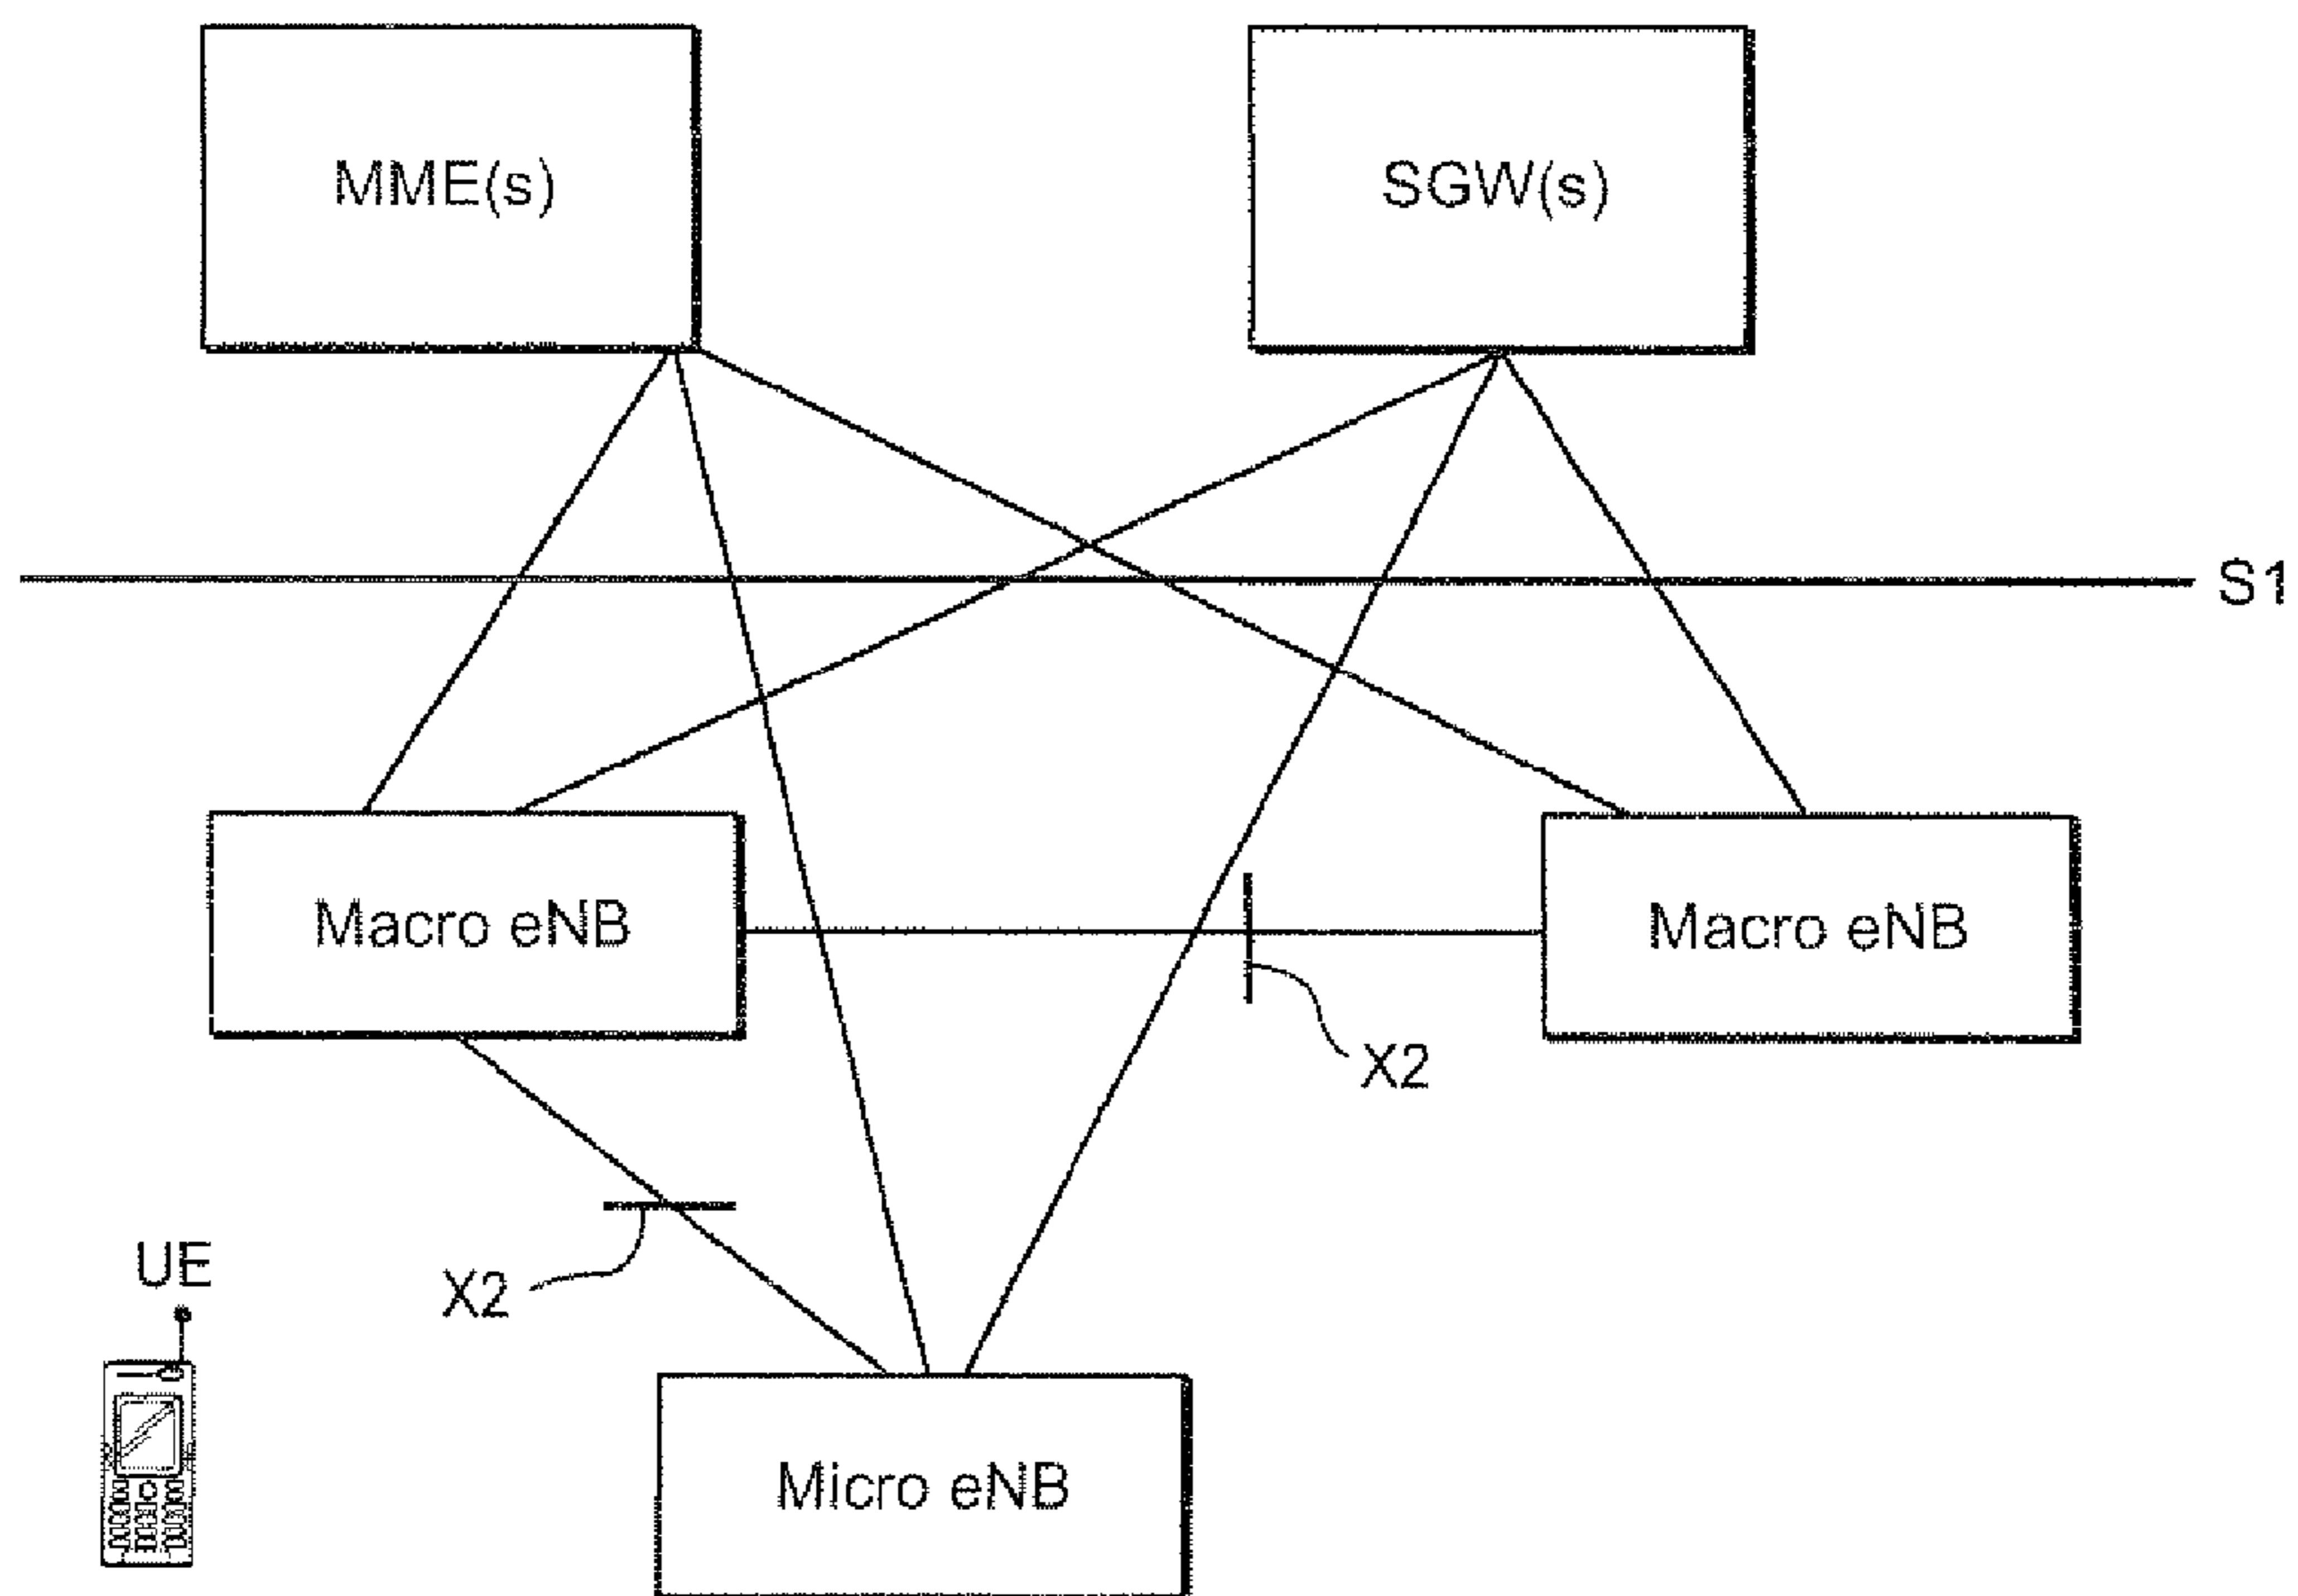 MME(s)
SGW(s)
S1
Macro eNB
Macro eNB
X2
UE
X2
Micro eNB